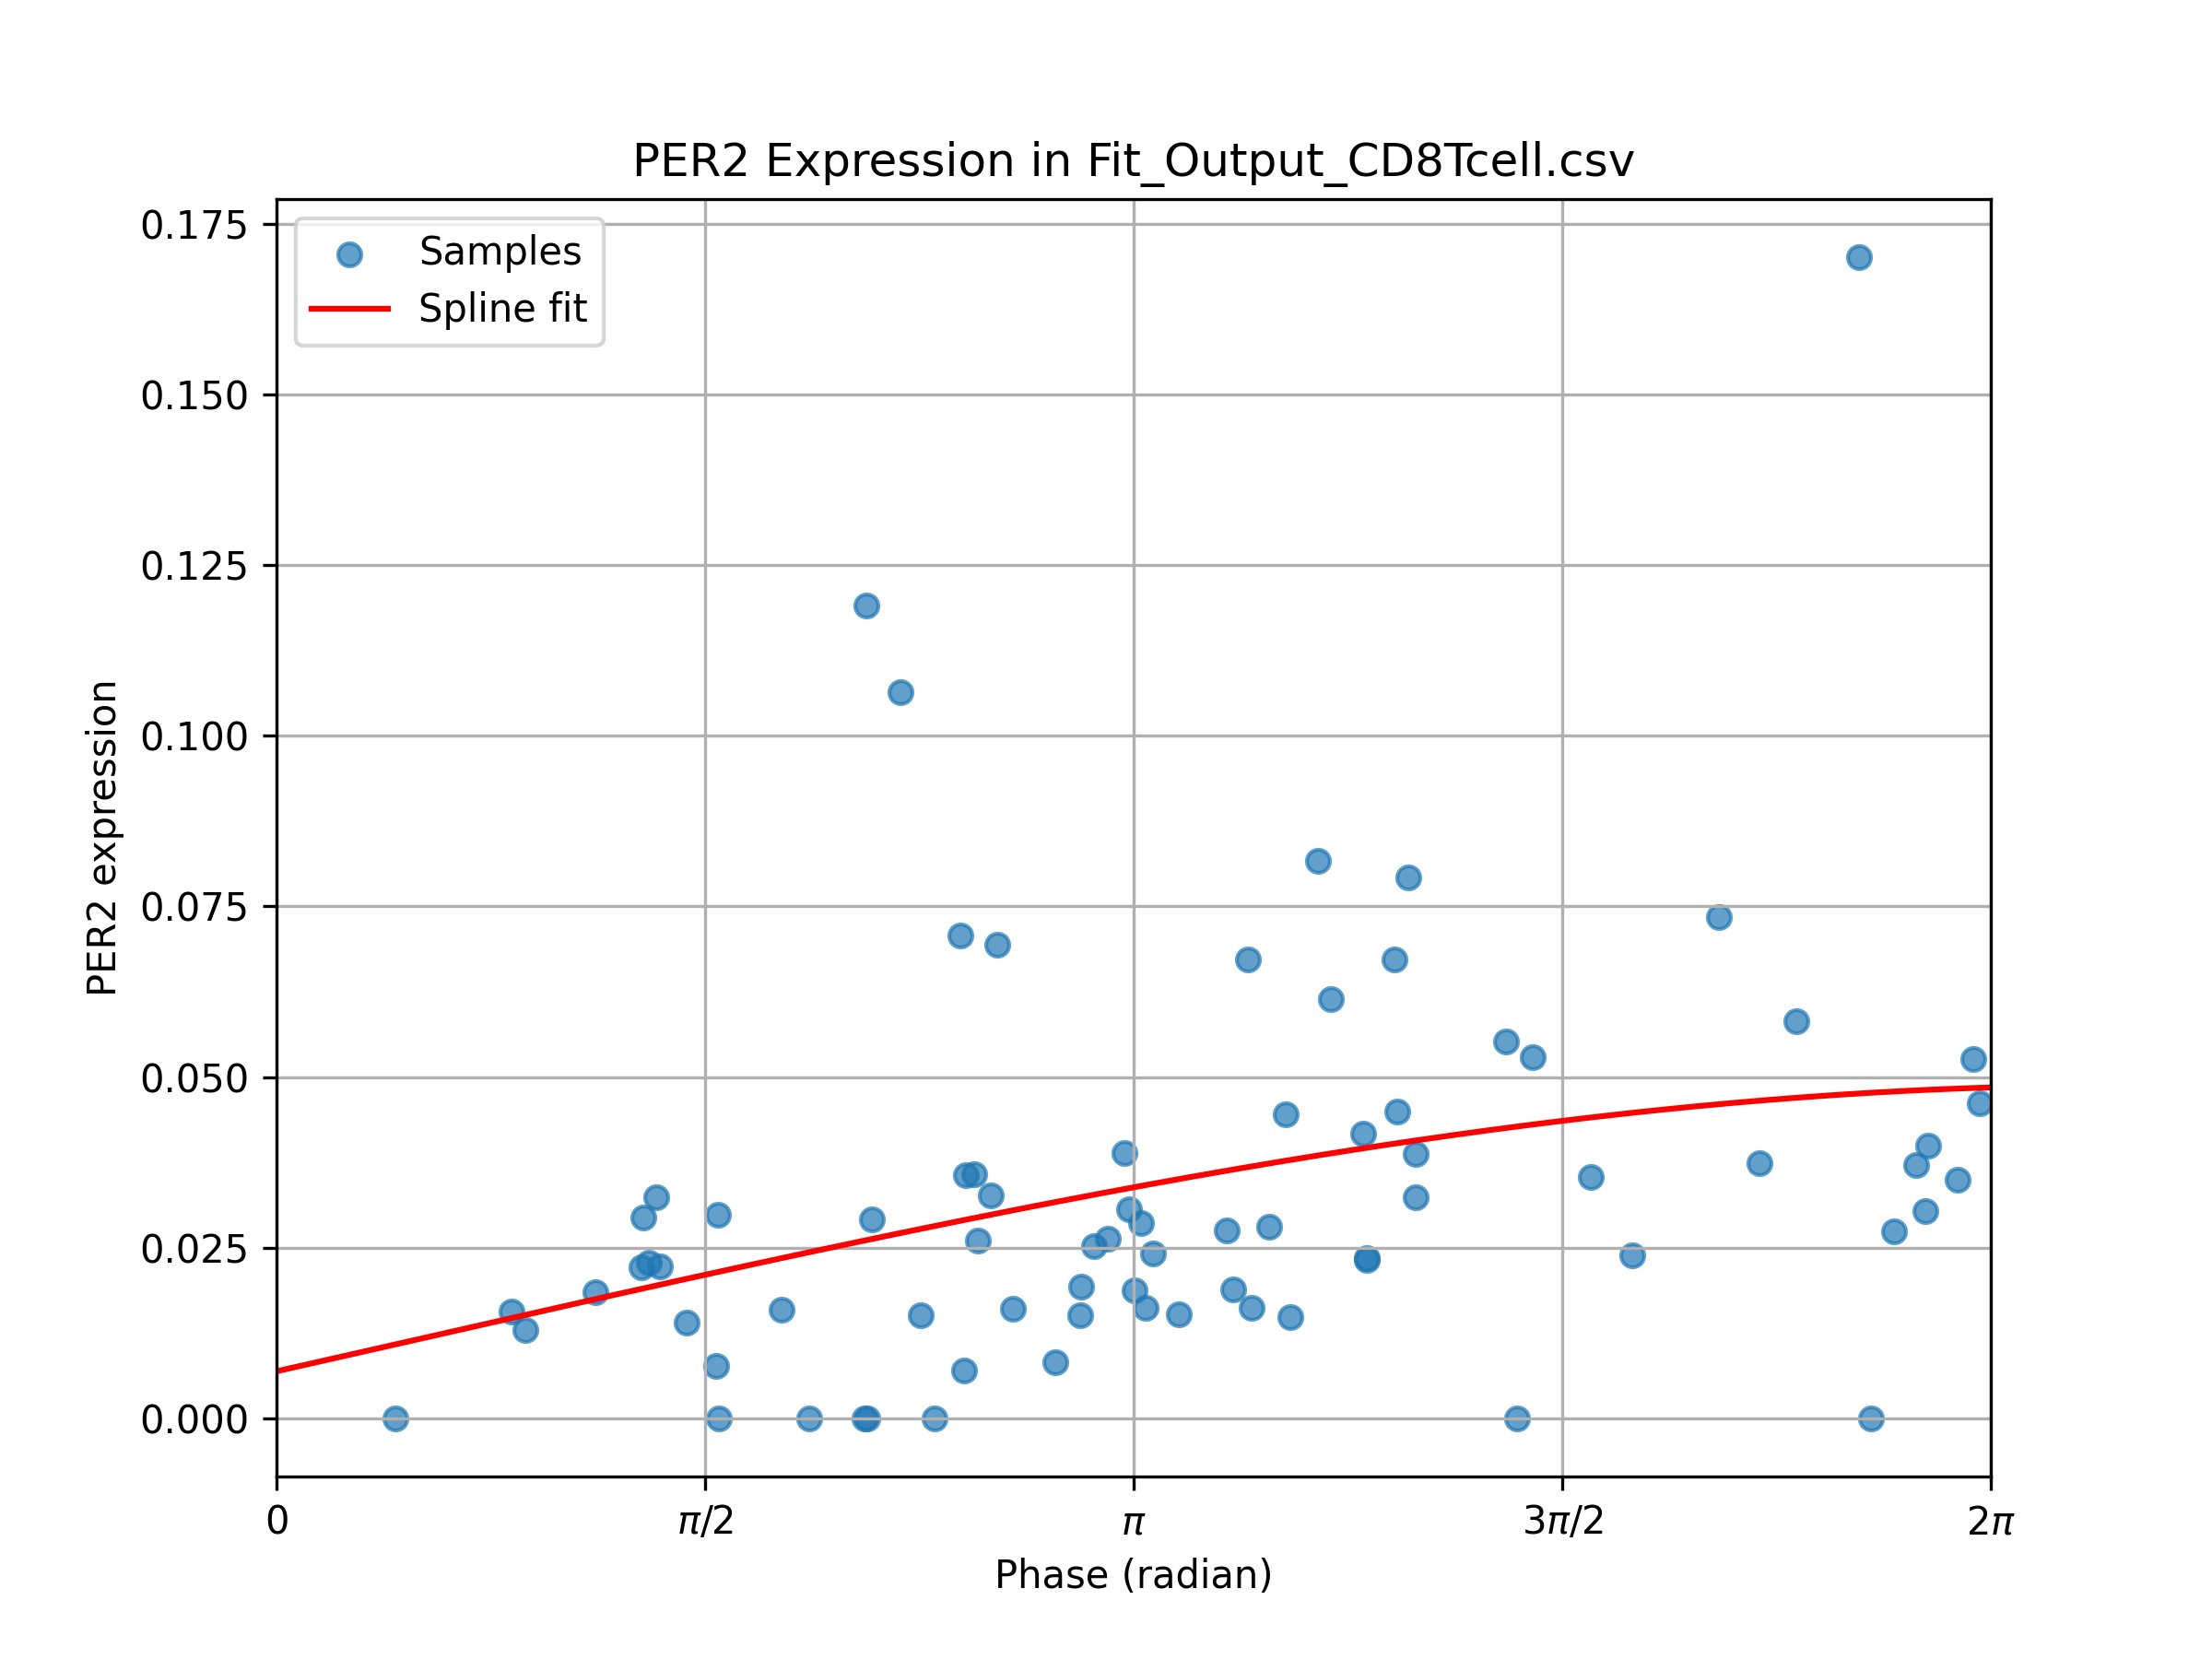 PER2 Expression in Fit_Output_CD8Tcell.csv
Samples
Spline fit
0.175
0.150
0.125
0.100
0.075
0.050
0.025
0.000
PER2 expression
0 π/2 π 3π/2 2π
Phase (radian)